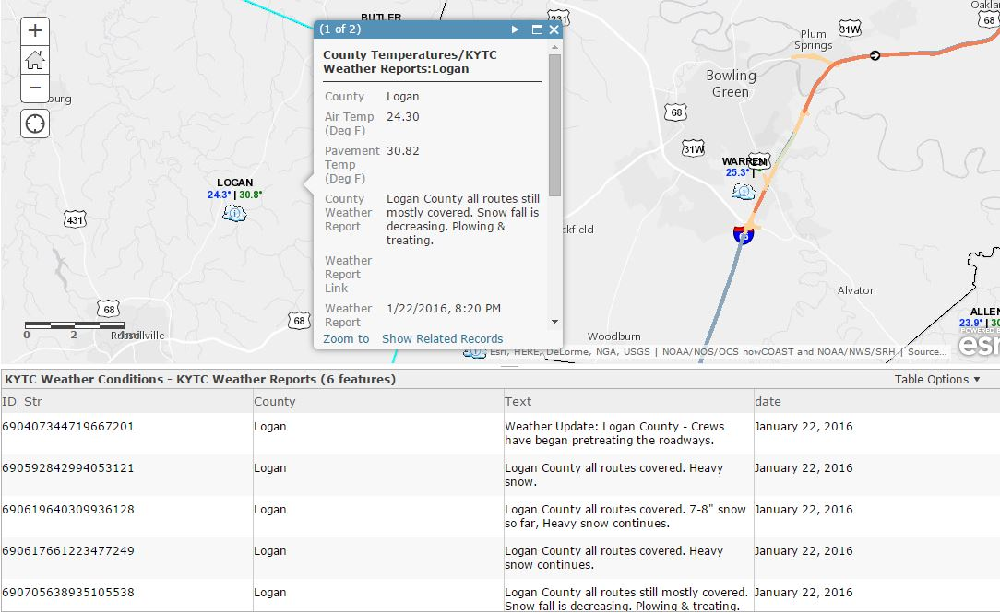 BUTLER
231
Oakla
68
31W
Plum
Springs
Bowling
Green
68
31W
WARREN
25.3° |
burg
LOGAN
24.3° | 30.8°
431
68
68
0 2
ckfield
Alvaton
Woodburn
ALLEN
23.9° | 30
POWERED BY
esri
Esri, HERE, DeLorme, NGA, USGS | NOAA/NOS/OCS nowCOAST and NOAA/NWS/SRH | Source...
(1 of 2)
County Temperatures/KYTC
Weather Reports:Logan
County Logan
Air Temp 24.30
(Deg F)
Pavement 30.82
Temp
(Deg F)
County Logan County all routes still
Weather mostly covered. Snow fall is
Report decreasing. Plowing &
treating.
Weather
Report
Link
Weather 1/22/2016, 8:20 PM
Report
Zoom to Show Related Records
KYTC Weather Conditions - KYTC Weather Reports (6 features) Table Options
ID_Str County Text date
690407344719667201 Logan Weather Update: Logan County - Crews January 22, 2016
have began pretreating the roadways.
690592842994053121 Logan Logan County all routes covered. Heavy January 22, 2016
snow.
690619640309936128 Logan Logan County all routes covered. 7-8" snow January 22, 2016
so far, Heavy snow continues.
690617661223477249 Logan Logan County all routes covered. Heavy January 22, 2016
snow continues.
690705638935105538 Logan Logan County all routes still mostly covered. January 22, 2016
Snow fall is decreasing. Plowing & treating.